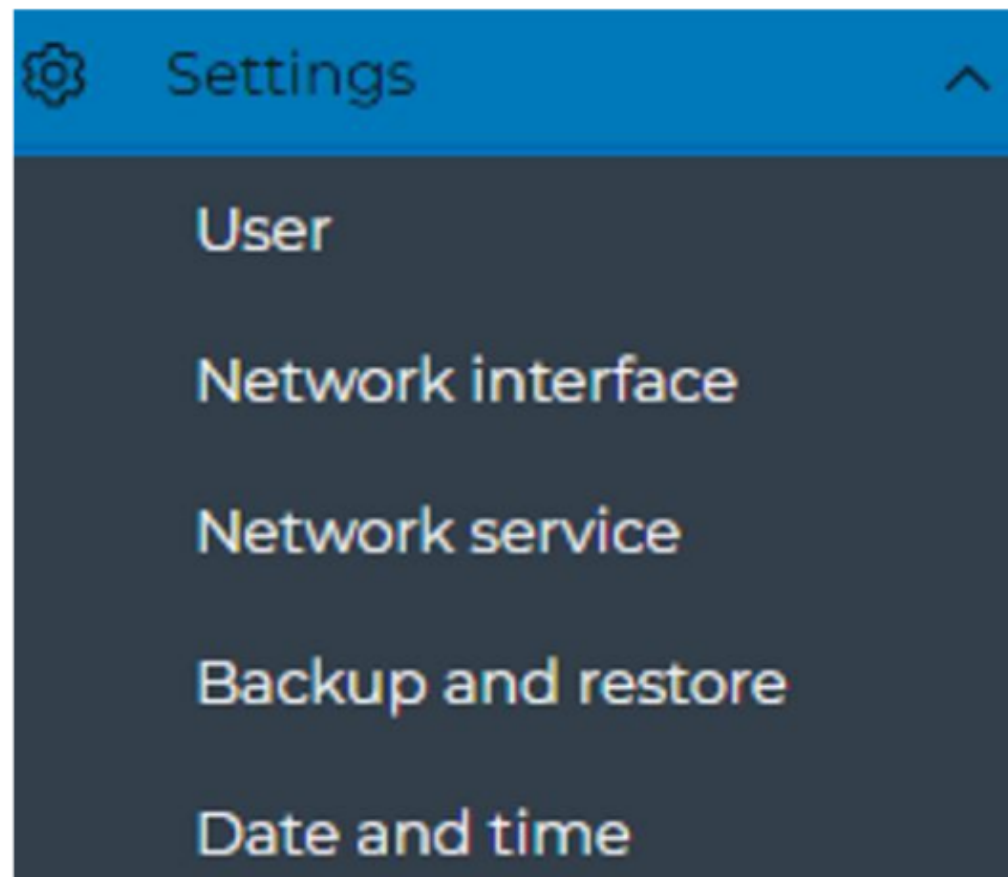 Settings
User
Network interface
Network service
Backup and restore
Date and time